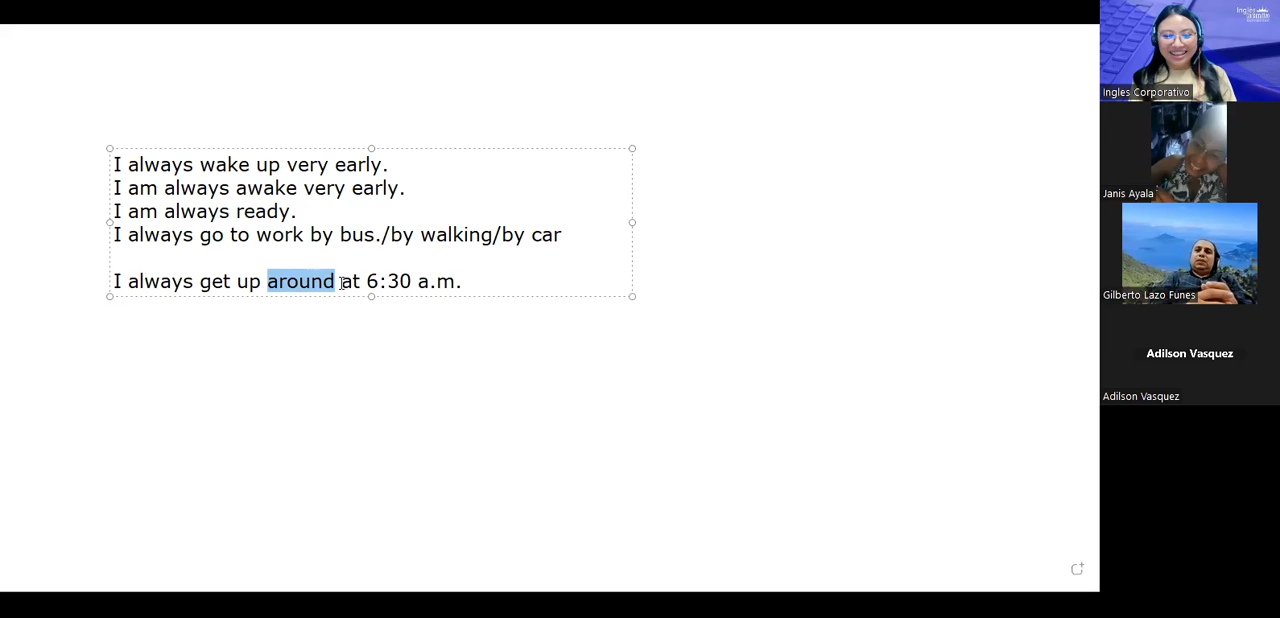 I always wake up very early.
I am always awake very early.
I am always ready.
I always go to work by bus./by walking/by car
I always get up around at 6:30 a.m.
Ingles
Ingles Corporativo
Janis Ayala
Gilberto Lazo Funes
Adilson Vasquez
Adilson Vasquez